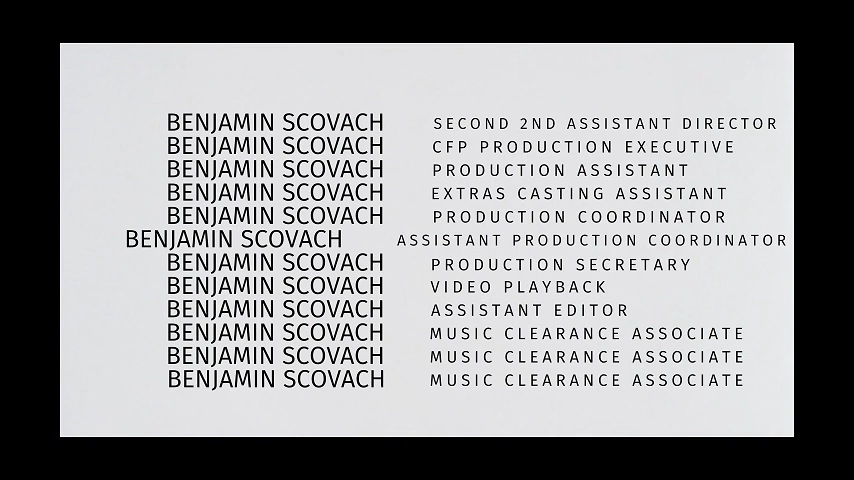 BENJAMIN SCOVACH SECOND 2ND ASSISTANT DIRECTOR
BENJAMIN SCOVACH CFP PRODUCTION EXECUTIVE
BENJAMIN SCOVACH PRODUCTION ASSISTANT
BENJAMIN SCOVACH EXTRAS CASTING ASSISTANT
BENJAMIN SCOVACH PRODUCTION COORDINATOR
BENJAMIN SCOVACH ASSISTANT PRODUCTION COORDINATOR
BENJAMIN SCOVACH PRODUCTION SECRETARY
BENJAMIN SCOVACH VIDEO PLAYBACK
BENJAMIN SCOVACH ASSISTANT EDITOR
BENJAMIN SCOVACH MUSIC CLEARANCE ASSOCIATE
BENJAMIN SCOVACH MUSIC CLEARANCE ASSOCIATE
BENJAMIN SCOVACH MUSIC CLEARANCE ASSOCIATE